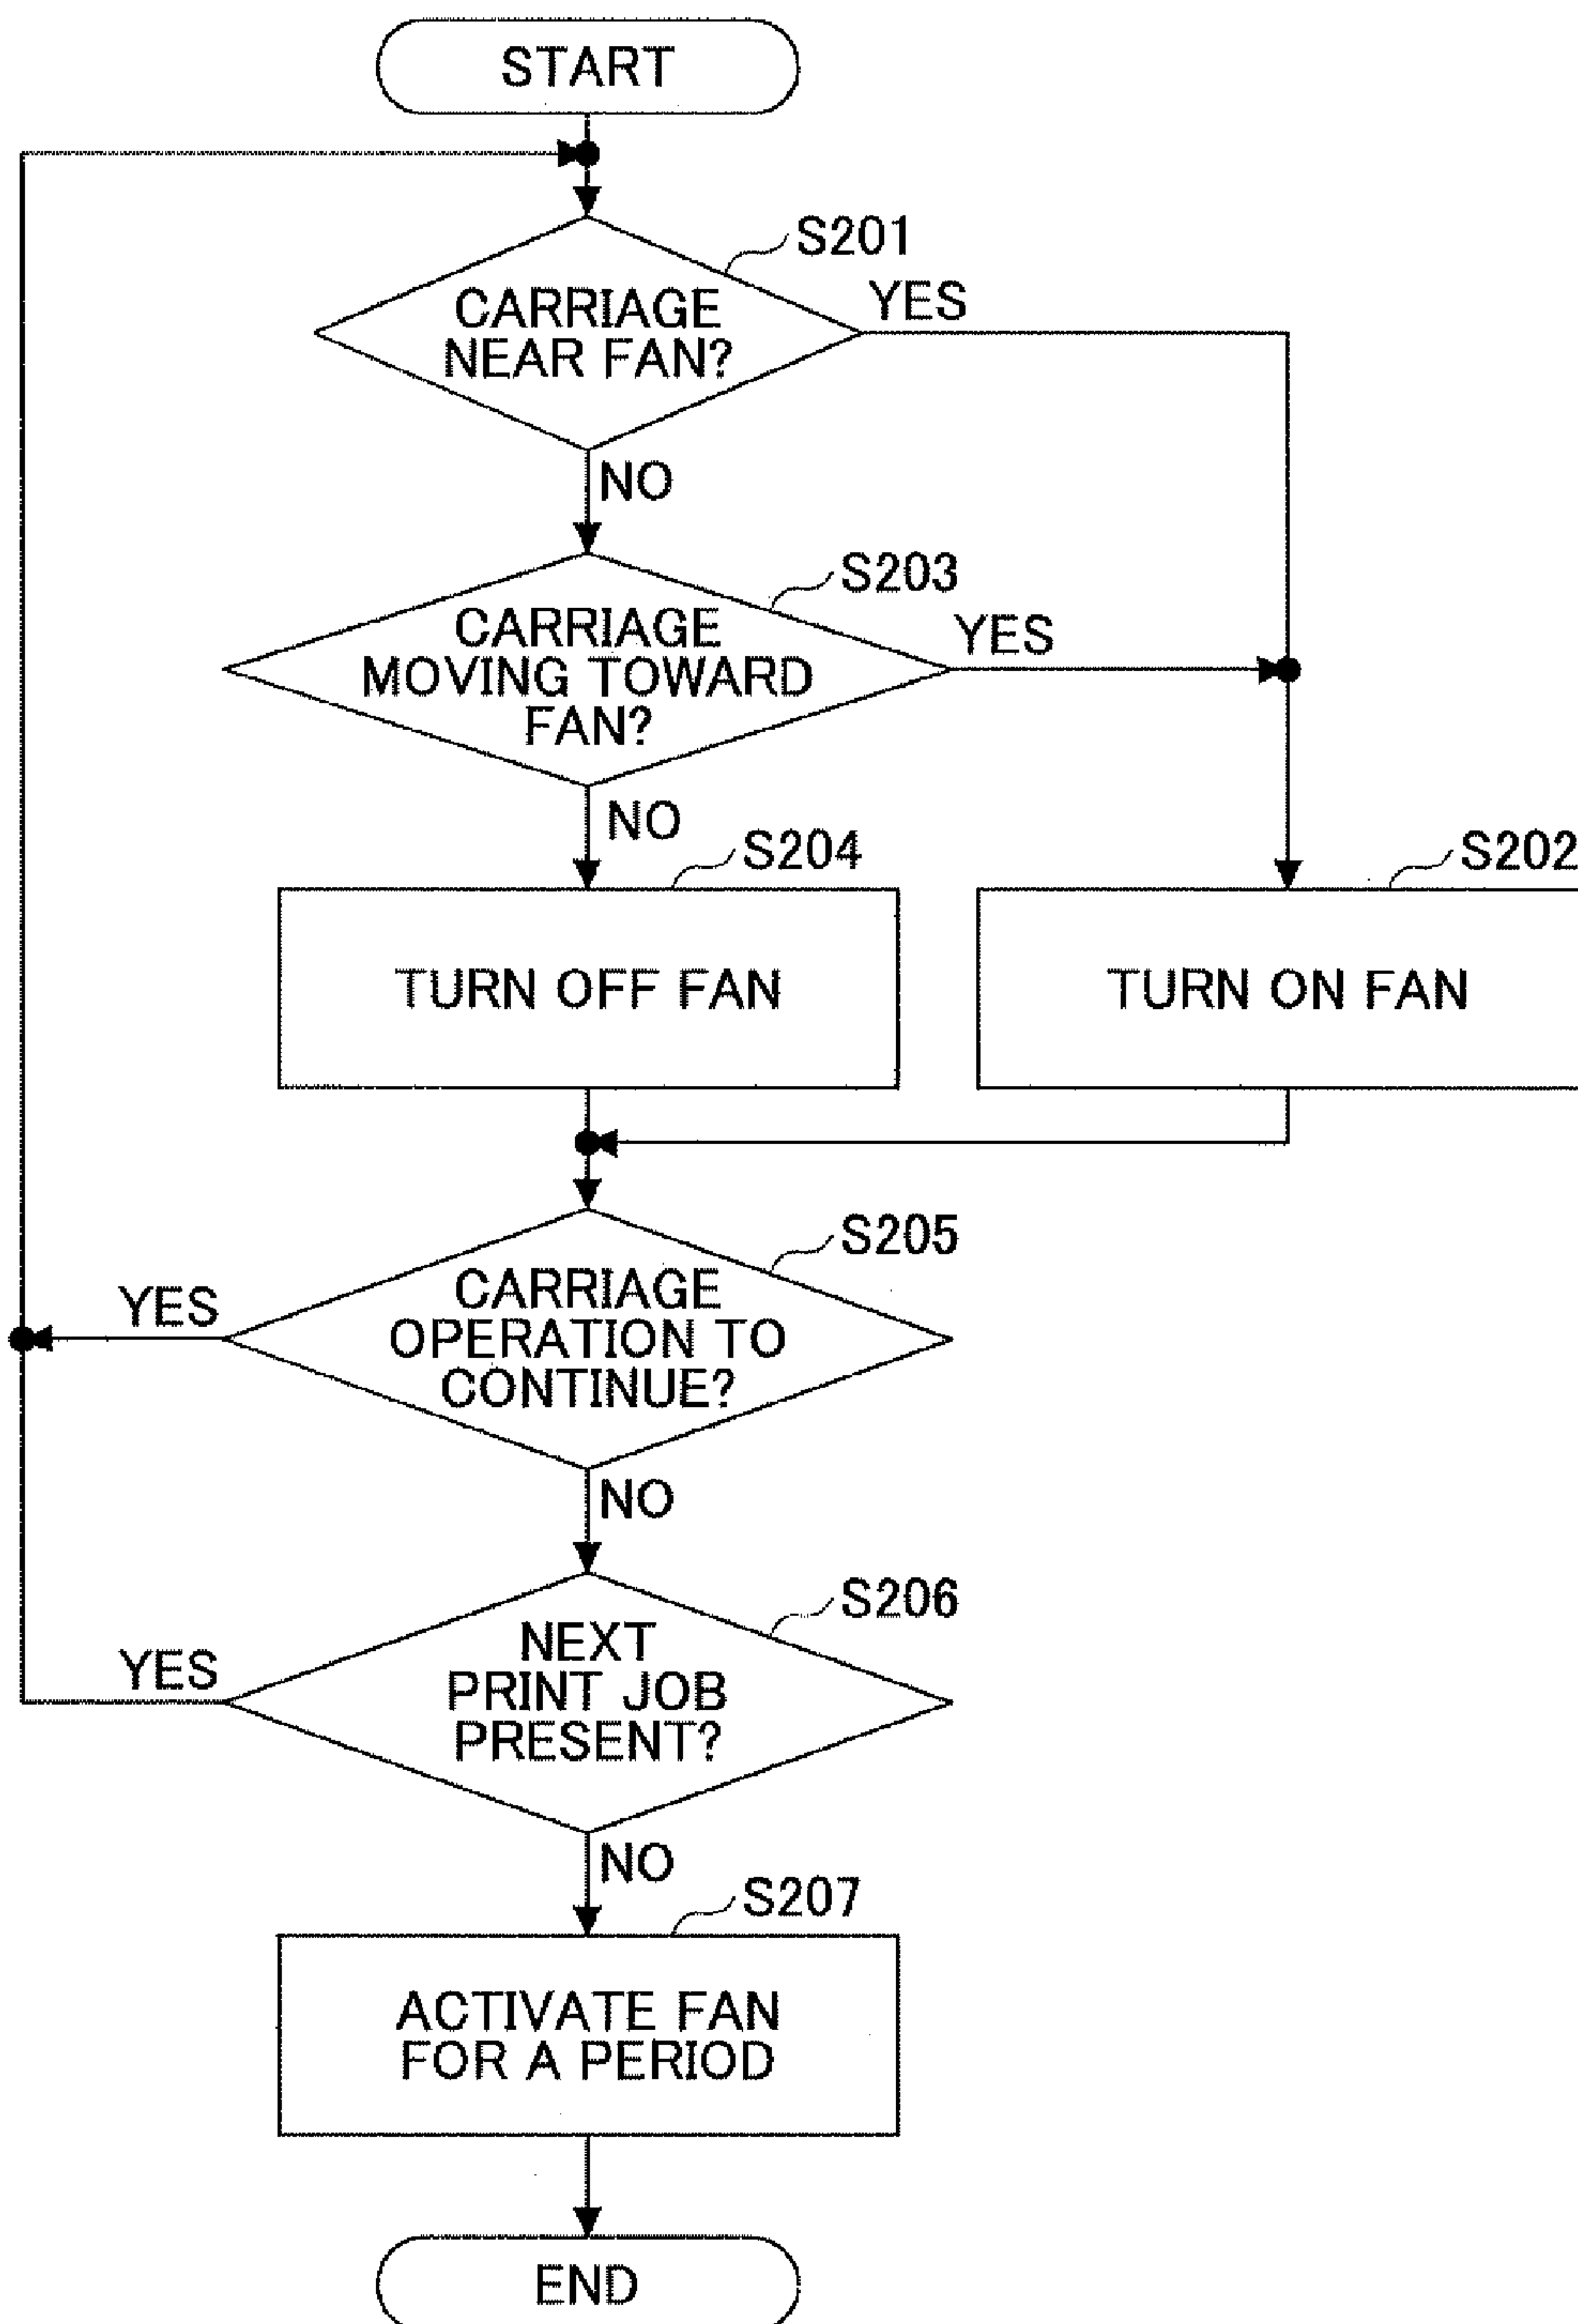 START
S201
CARRIAGE
NEAR FAN?
YES
NO
S203
CARRIAGE
MOVING TOWARD
FAN?
YES
NO
S204
TURN OFF FAN
S202
TURN ON FAN
S205
CARRIAGE
OPERATION TO
CONTINUE?
YES
NO
S206
NEXT
PRINT JOB
PRESENT?
YES
NO
S207
ACTIVATE FAN
FOR A PERIOD
END